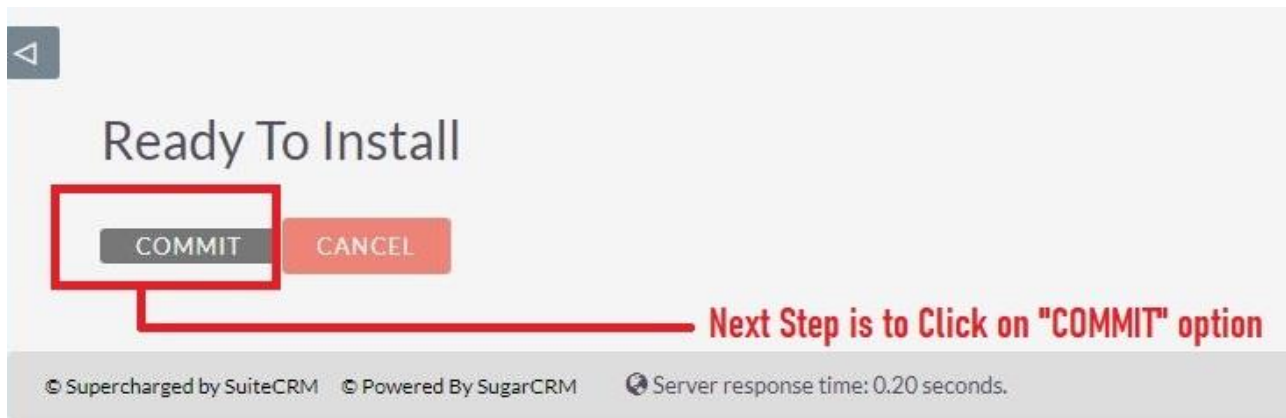 Ready To Install
COMMIT CANCEL
Next Step is to Click on "COMMIT" option
© Supercharged by SuiteCRM © Powered By SugarCRM Server response time: 0.20 seconds.